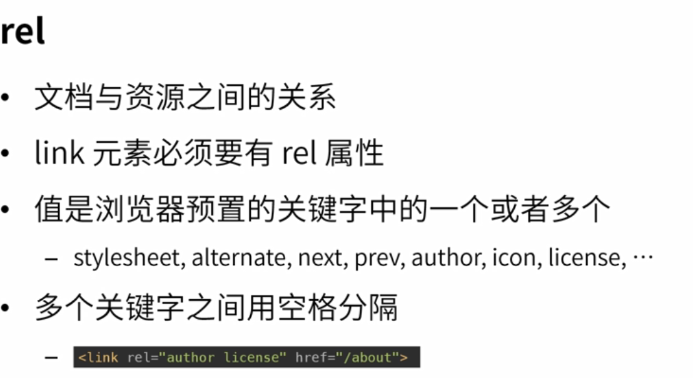 rel
• 文档与资源之间的关系
• link 元素必须要有 rel 属性
• 值是浏览器预置的关键字中的一个或者多个
– stylesheet, alternate, next, prev, author, icon, license, …
• 多个关键字之间用空格分隔
– <link rel="author license" href="/about">